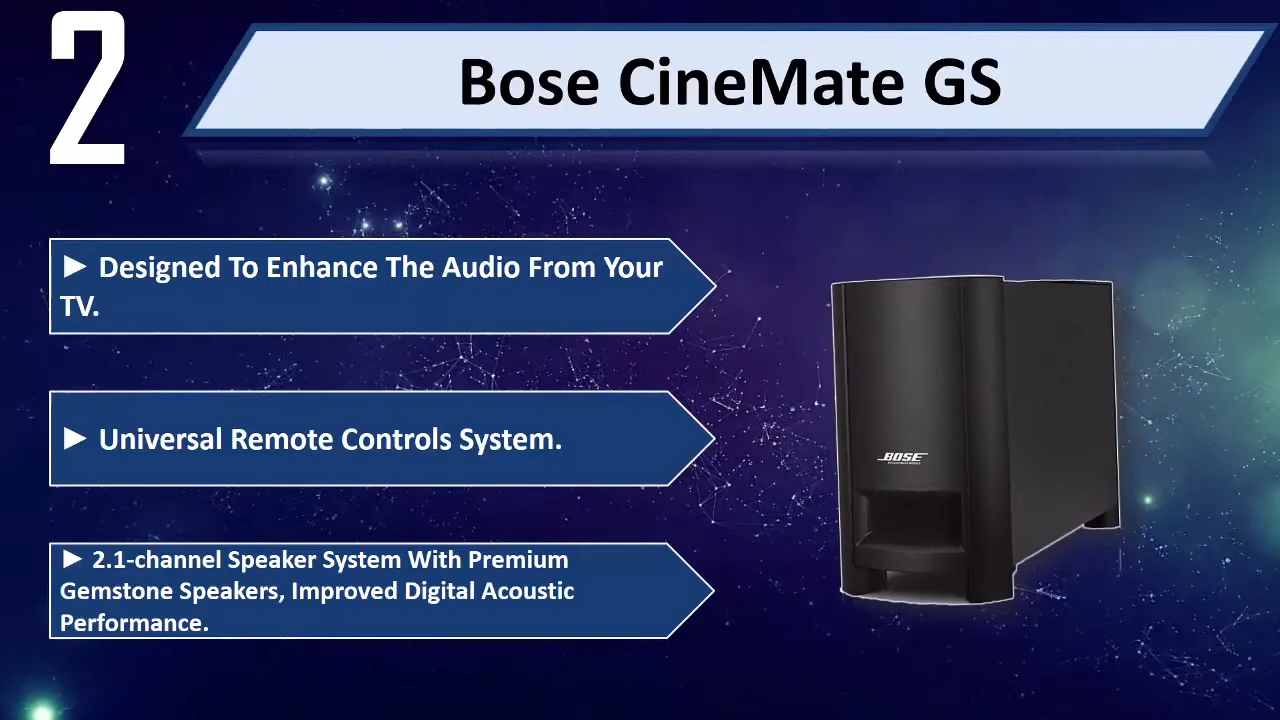 2
Bose CineMate GS
► Designed To Enhance The Audio From Your
TV.
► Universal Remote Controls System.
► 2.1-channel Speaker System With Premium
Gemstone Speakers, Improved Digital Acoustic
Performance.
BOSE